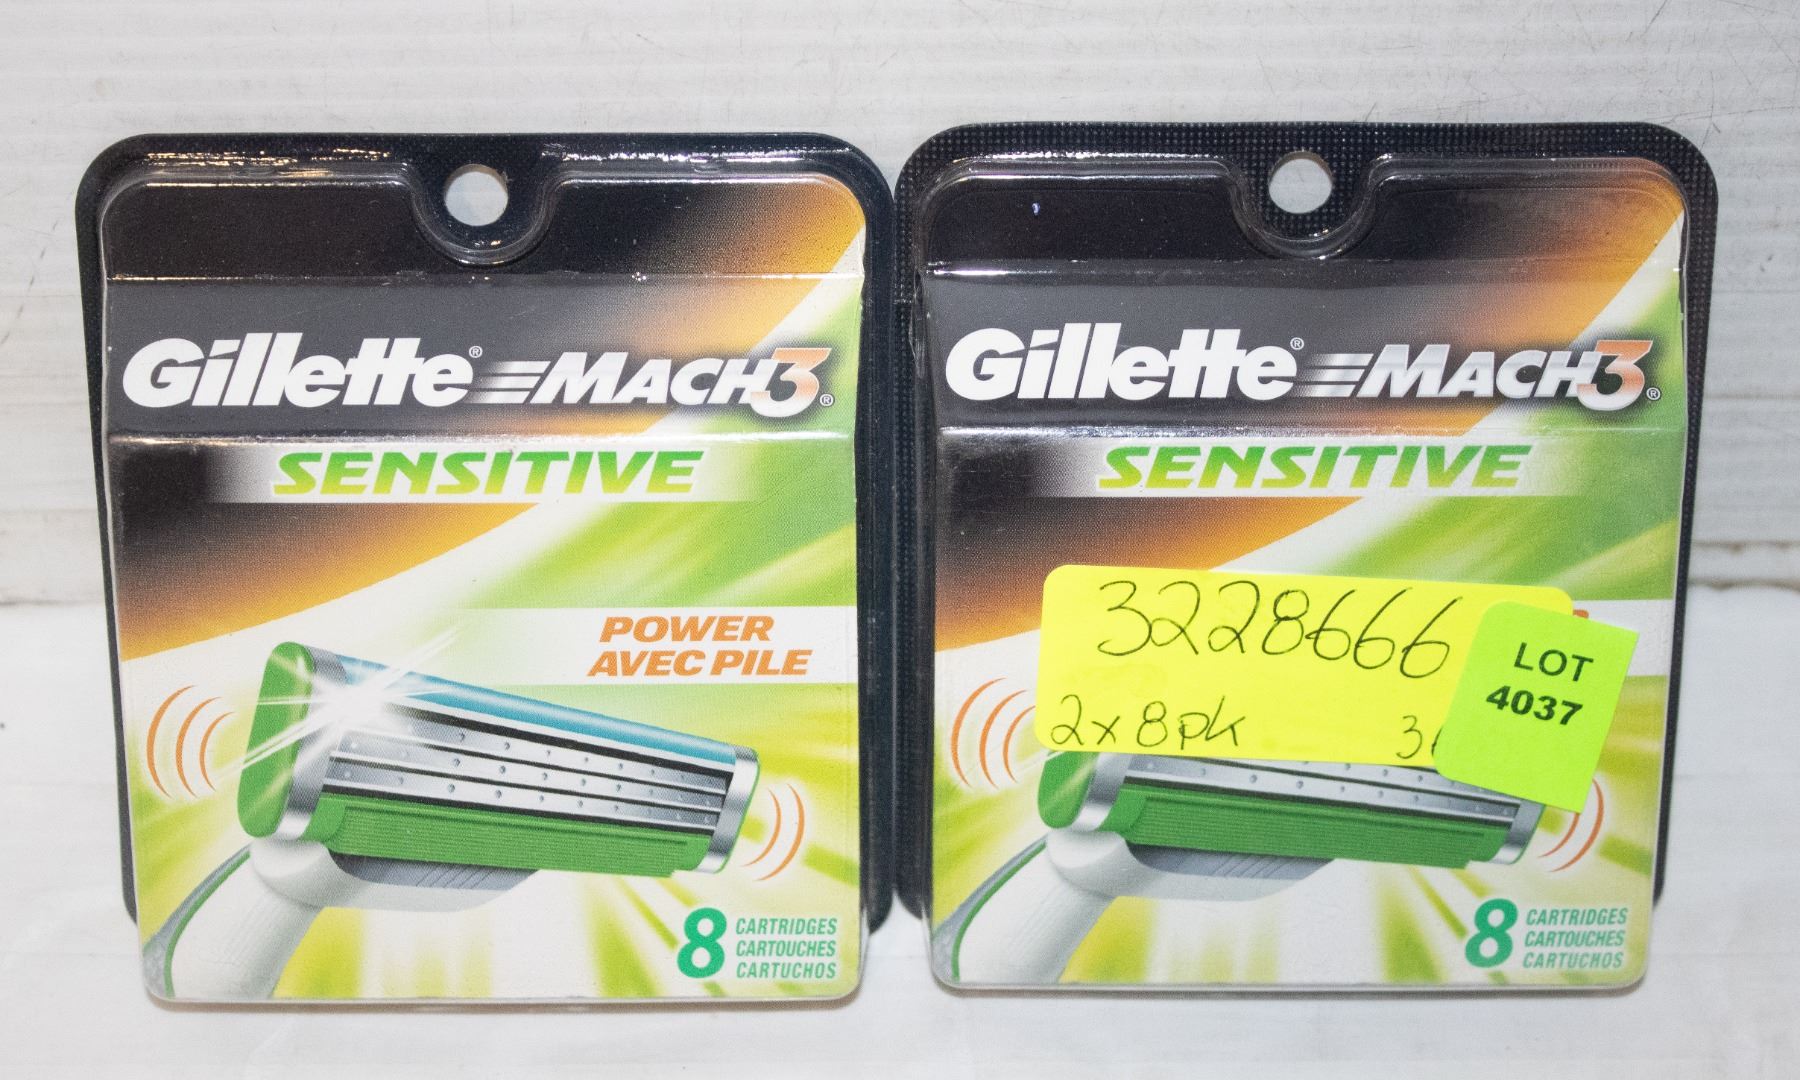 Gillette® MACH3®
SENSITIVE
POWER
AVEC PILE
8 CARTRIDGES
CARTOUCHES
CARTUCHOS
Gillette® MACH3®
SENSITIVE
3228666
2x8pk
LOT
4037
8 CARTRIDGES
CARTOUCHES
CARTUCHOS